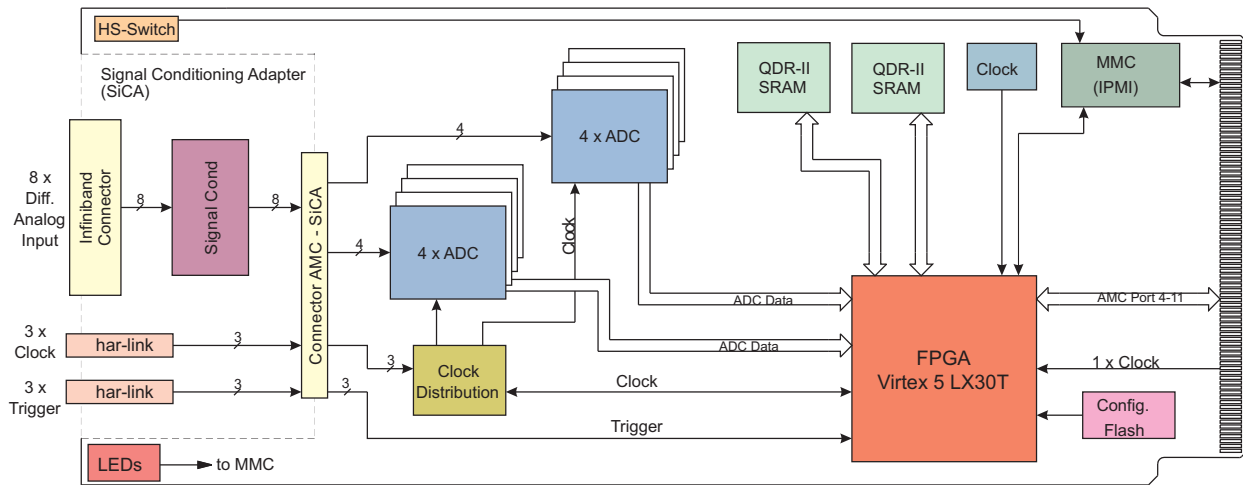 HS-Switch
Signal Conditioning Adapter
(SiCA)
8 x
Diff.
Analog
Input
Infiniband
Connector
8
Signal Cond
8
Connector AMC - SiCA
4
4 x ADC
4
4 x ADC
Clock
QDR-II
SRAM
QDR-II
SRAM
Clock
MMC
(IPMI)
ADC Data
ADC Data
AMC Port 4-11
3 x
Clock
har-link
3
3
Clock
Distribution
Clock
FPGA
Virtex 5 LX30T
1 x Clock
3 x
Trigger
har-link
3
3
Trigger
Config.
Flash
LEDs
to MMC